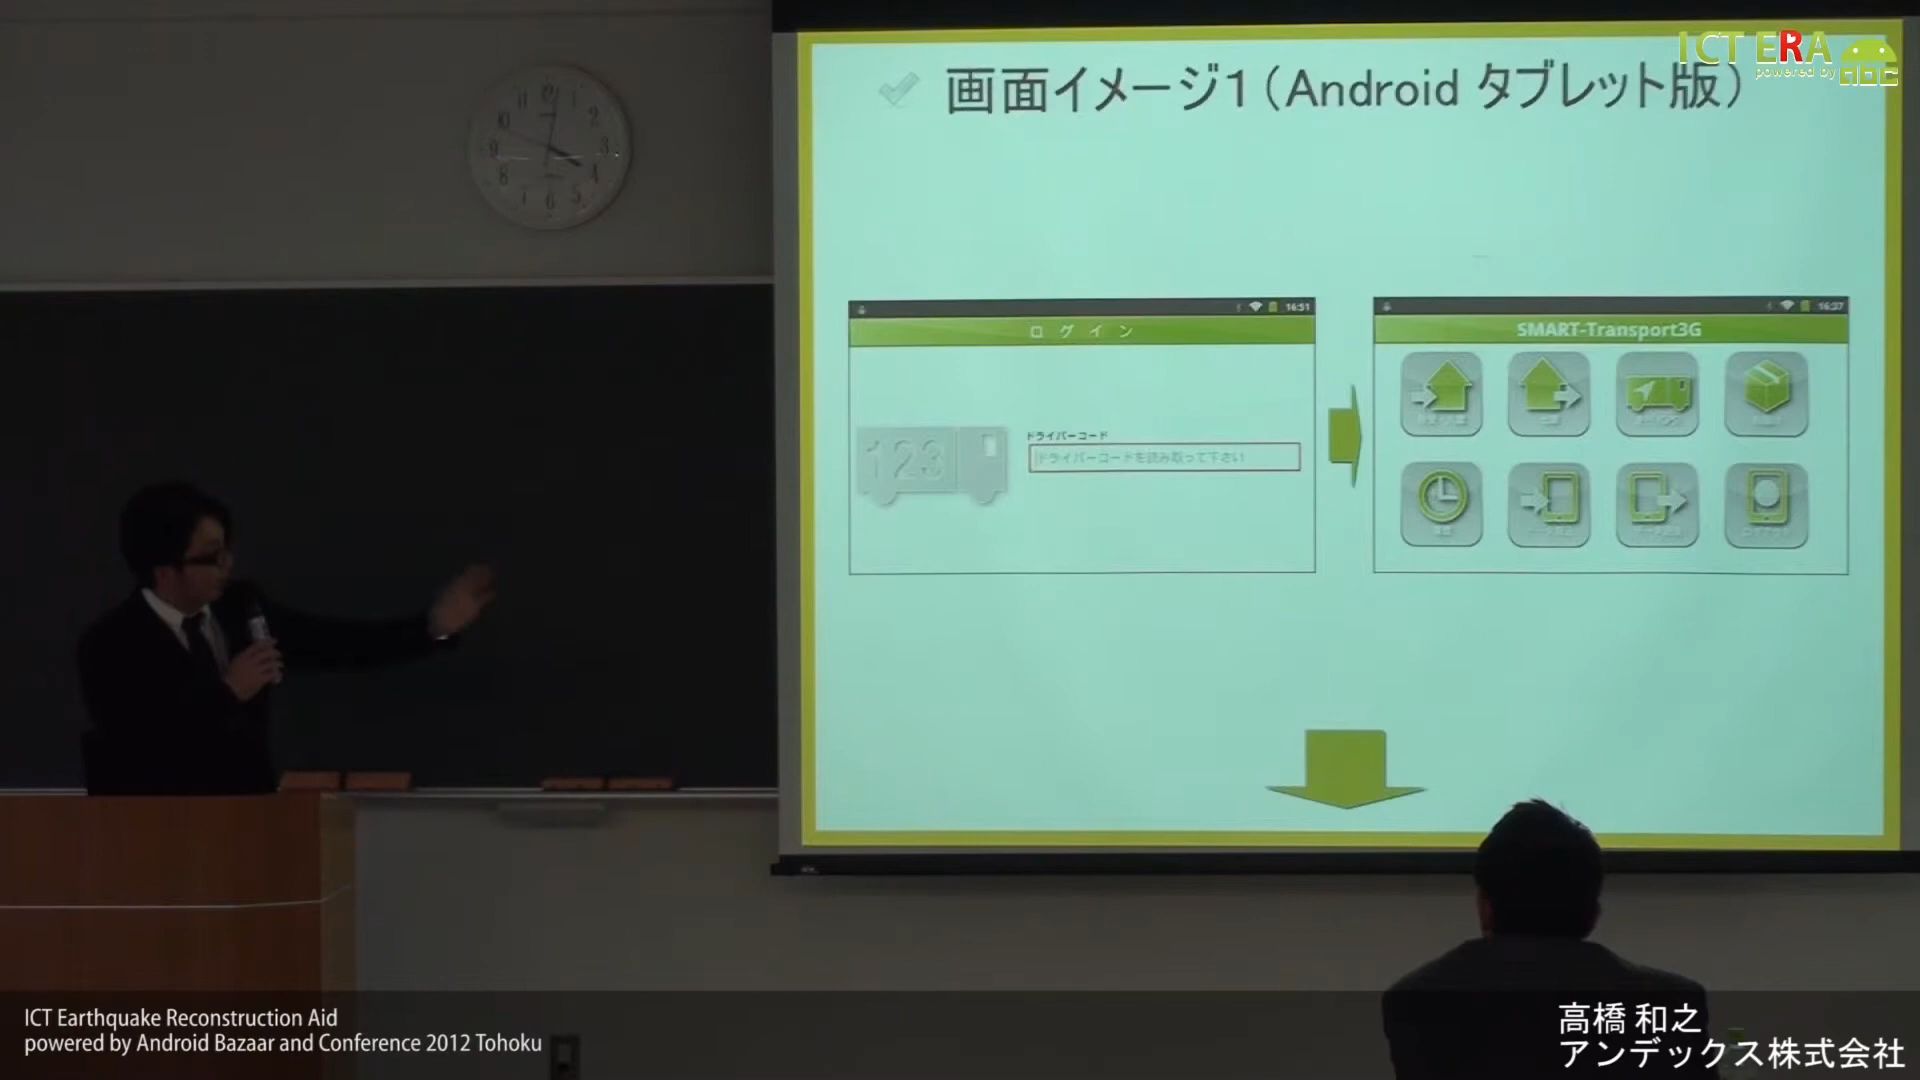 ICT ERA
powered by ABC
画面イメージ1（Android タブレット版）
16:51
ログイン
123
ドライバーコード
ドライバーコードを読み取って下さい
16:37
SMART-Transport3G
ICT Earthquake Reconstruction Aid
powered by Android Bazaar and Conference 2012 Tohoku
高橋 和之
アンデックス株式会社